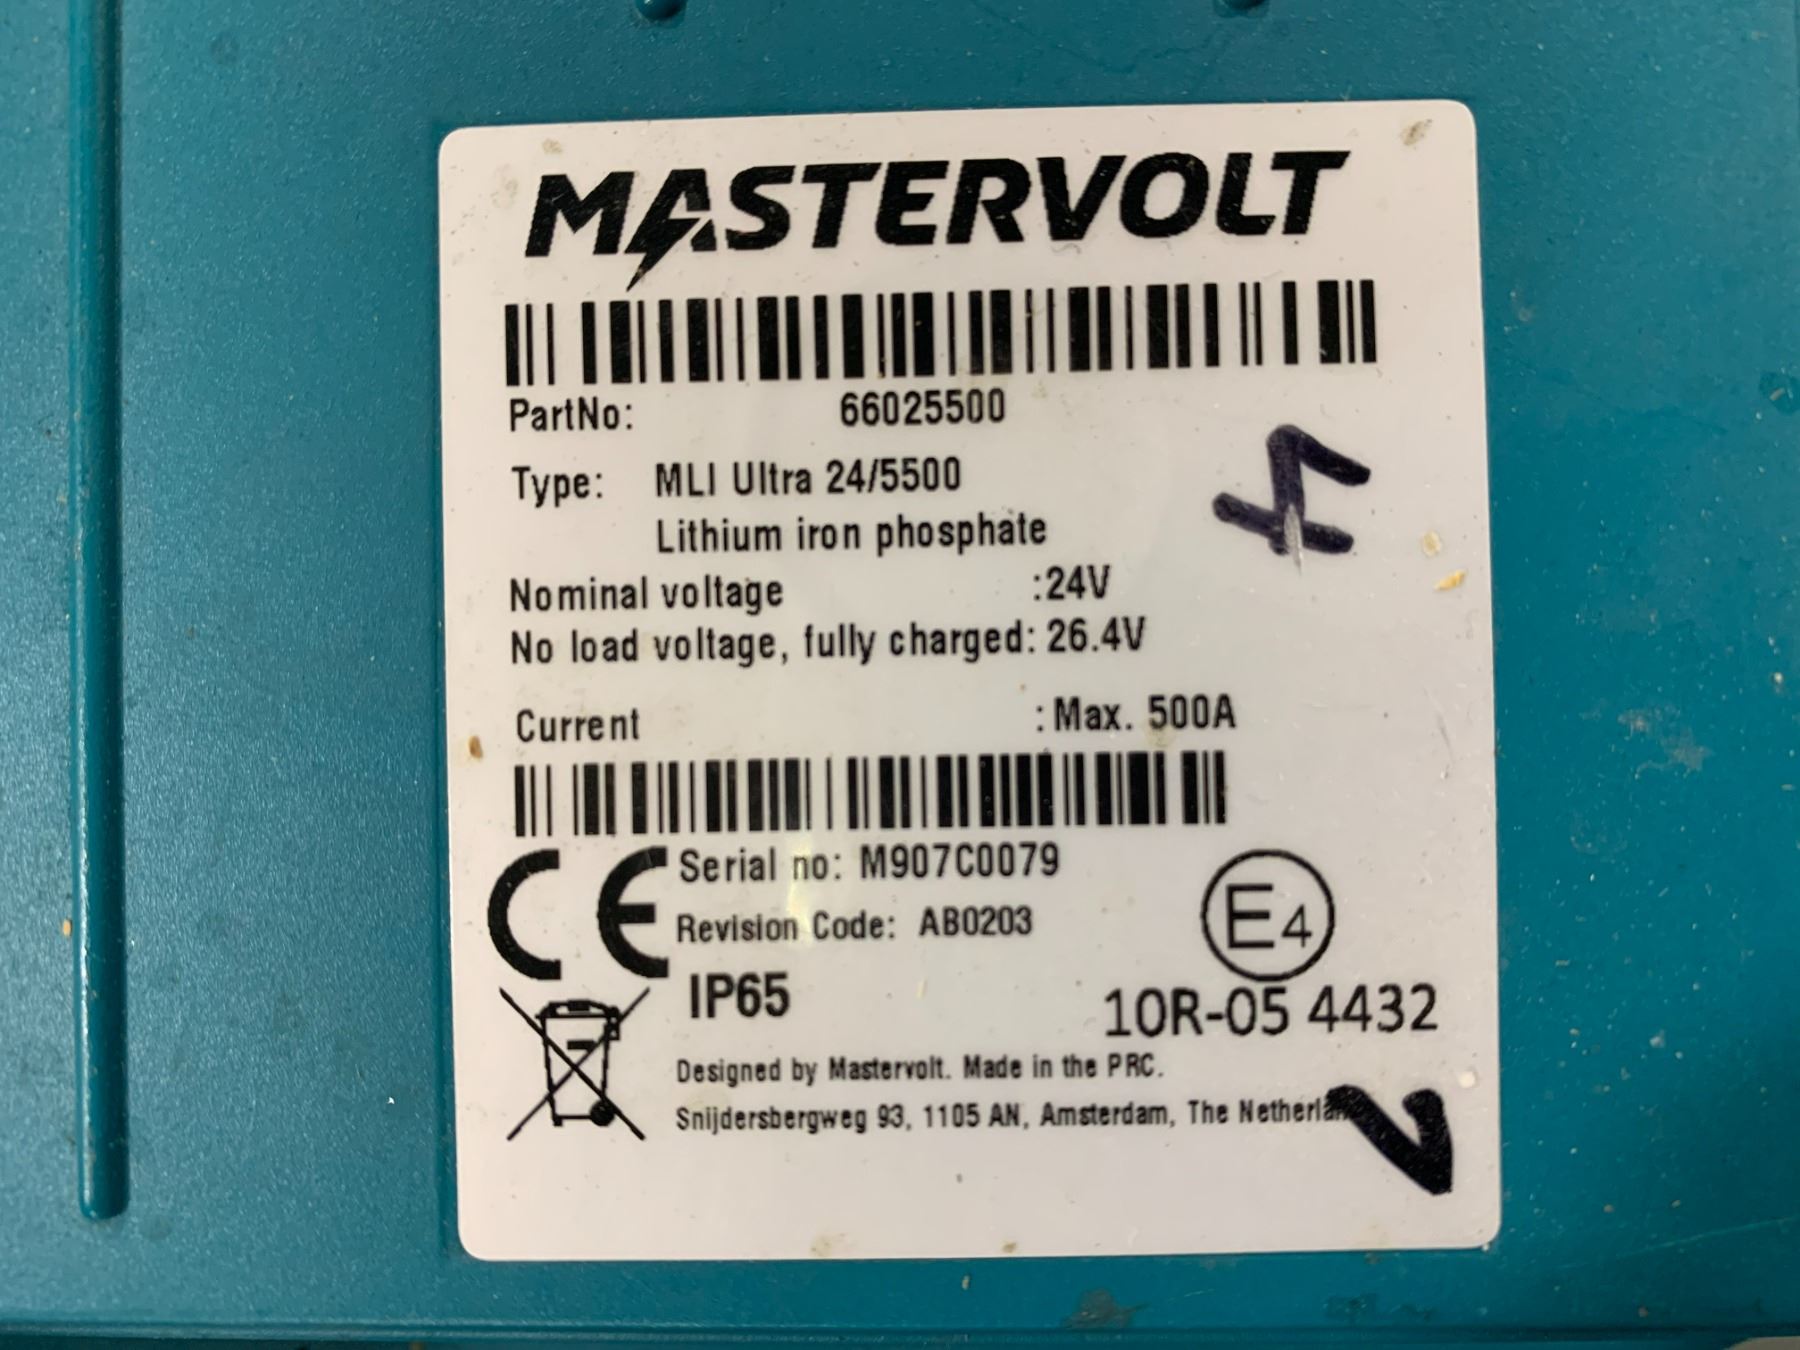 MASTERVOLT
PartNo: 66025500
Type: MLI Ultra 24/5500
Lithium iron phosphate
Nominal voltage :24V
No load voltage, fully charged: 26.4V
Current : Max. 500A
CE Serial no: M907C0079
Revision Code: AB0203
E4
IP65
10R-05 4432
Designed by Mastervolt. Made in the PRC.
Snijdersbergweg 93, 1105 AN, Amsterdam, The